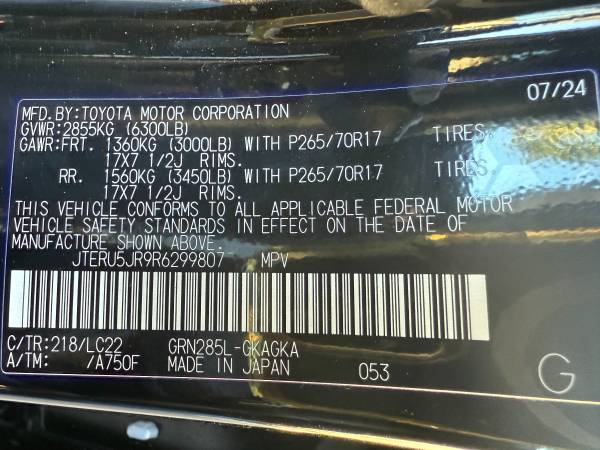 07/24
MFD.BY:TOYOTA MOTOR CORPORATION
GVWR:2855KG (6300LB)
GAWR:FRT. 1360KG (3000LB) WITH P265/70R17 TIRES
17X7 1/2J RIMS.
RR. 1560KG (3450LB) WITH P265/70R17 TIRES
17X7 1/2J RIMS.
THIS VEHICLE CONFORMS TO ALL APPLICABLE FEDERAL MOTOR
VEHICLE SAFETY STANDARDS IN EFFECT ON THE DATE OF
MANUFACTURE SHOWN ABOVE.
JTERU5JR9R6299807 MPV
C/TR:218/LC22 GRN285L-GKAGKA
A/TM: /A750F MADE IN JAPAN 053 G